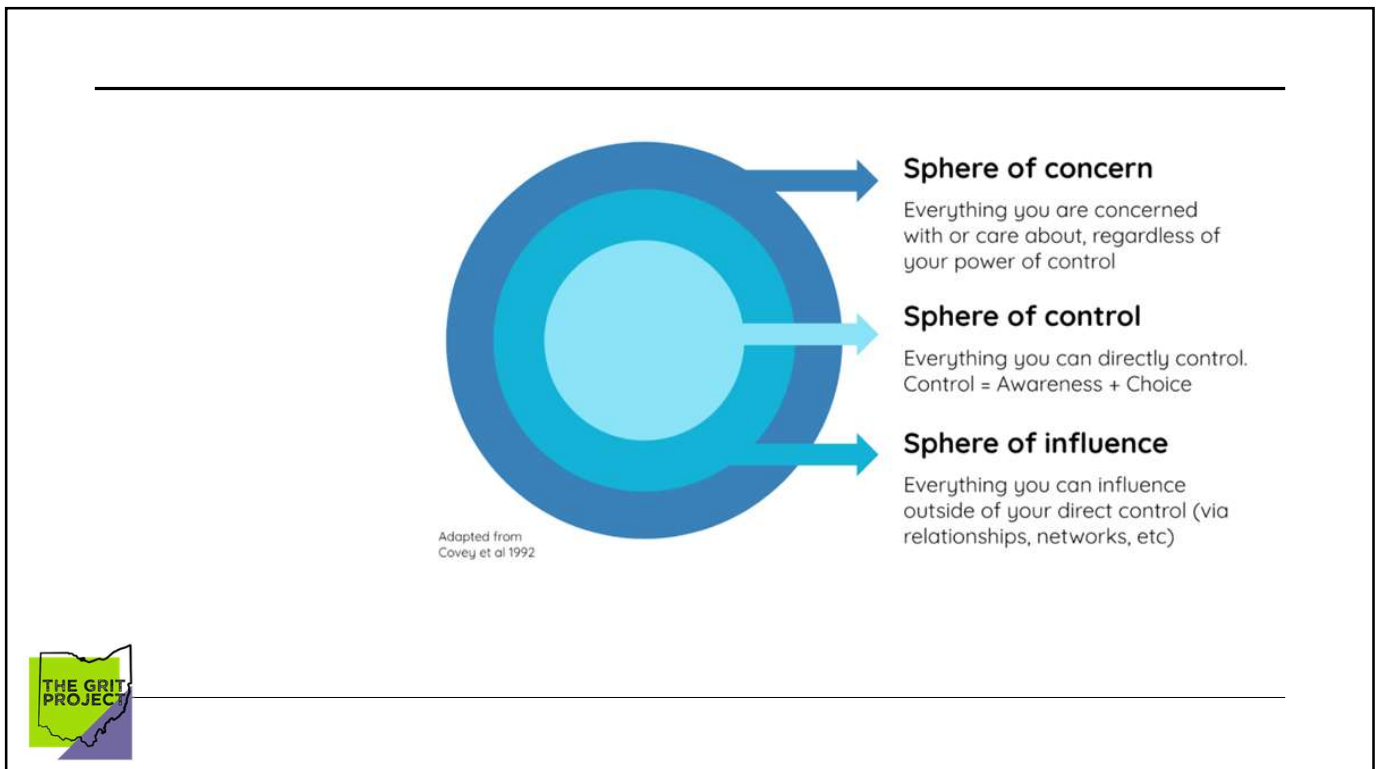 Sphere of concern
Everything you are concerned
with or care about, regardless of
your power of control
Sphere of control
Everything you can directly control.
Control = Awareness + Choice
Sphere of influence
Everything you can influence
outside of your direct control (via
relationships, networks, etc)
Adapted from
Covey et al 1992
THE GRIT
PROJECT